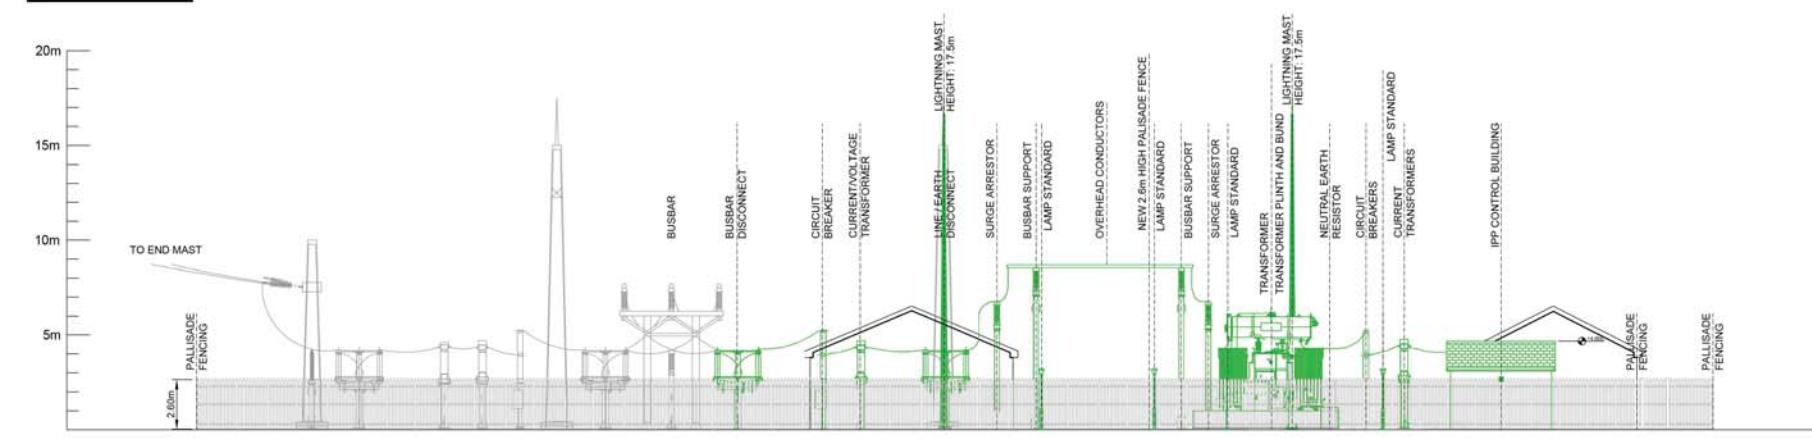 20m
15m
10m
5m
2.60m
TO END MAST
PALLISADE
FENCING
BUSBAR
BUSBAR
DISCONNECT
CIRCUIT
BREAKER
CURRENT/VOLTAGE
TRANSFORMER
LIGHTNING MAST
HEIGHT: 17.5m
LINE / EARTH
DISCONNECT
SURGE ARRESTOR
BUSBAR SUPPORT
LAMP STANDARD
OVERHEAD CONDUCTORS
NEW 2.6m HIGH PALISADE FENCE
LAMP STANDARD
BUSBAR SUPPORT
SURGE ARRESTOR
LAMP STANDARD
TRANSFORMER
TRANSFORMER PLINTH AND BUND
LIGHTNING MAST
HEIGHT: 17.5m
NEUTRAL EARTH
RESISTOR
CIRCUIT
BREAKERS
LAMP STANDARD
CURRENT
TRANSFORMERS
IPP CONTROL BUILDING
PALLISADE
FENCING
PALLISADE
FENCING